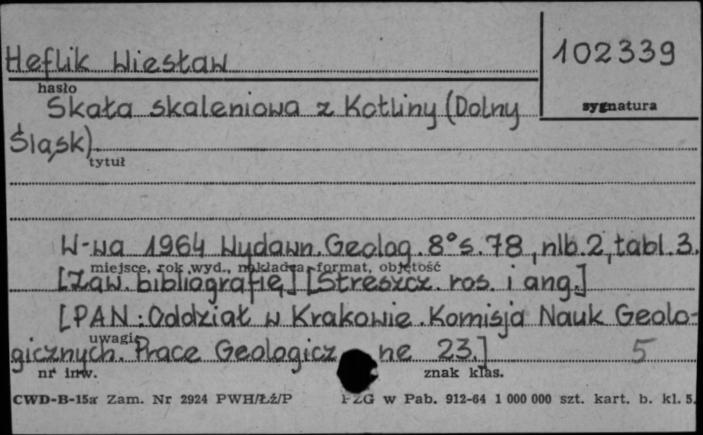 Heflik Wiesław
102339
hasło
Skała skaleniowa z Kotliny (Dolny
sygnatura
Śląsk)
tytuł
W-wa 1964 Wydawn. Geolog. 8° s. 78, nlb. 2, tabl. 3.
miejsce, rok wyd., nakładca, format, objętość
[Zaw. bibliografię] [Streszcz. ros. i ang.]
[PAN: Oddział w Krakowie. Komisja Nauk Geolo-
uwagi
gicznych. Prace Geologicz ne 23.] 5
nr inw. znak klas.
CWD-B-15a Zam. Nr 2924 PWH/Łź/P PZG w Pab. 912-64 1 000 000 szt. kart. b. kl. 5.